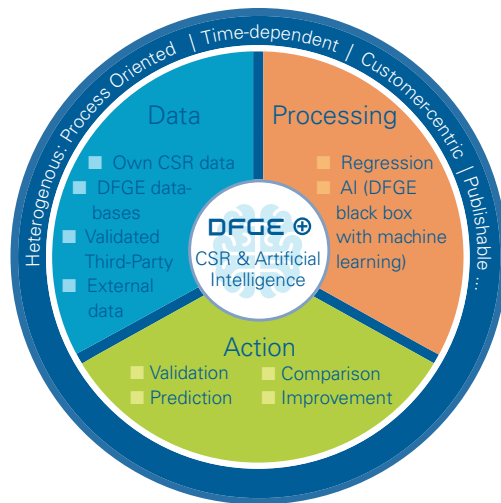 Heterogenous: Process Oriented | Time-dependent | Customer-centric | Publishable ...
Data
Own CSR data
DFGE data-
bases
Validated
Third-Party
External
data
Processing
Regression
AI (DFGE
black box
with machine
learning)
DFGE
CSR & Artificial
Intelligence
Action
Validation
Prediction
Comparison
Improvement